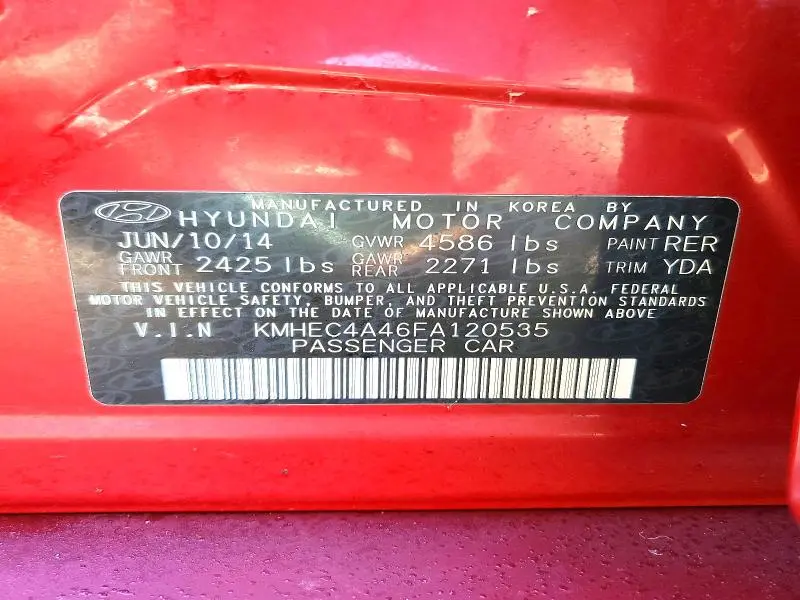 MANUFACTURED IN KOREA BY
HYUNDAI MOTOR COMPANY
JUN/10/14 GVWR 4586 lbs PAINT RER
GAWR FRONT 2425 lbs GAWR REAR 2271 lbs TRIM YDA
THIS VEHICLE CONFORMS TO ALL APPLICABLE U.S.A. FEDERAL
MOTOR VEHICLE SAFETY, BUMPER, AND THEFT PREVENTION STANDARDS
IN EFFECT ON THE DATE OF MANUFACTURE SHOWN ABOVE
V.I.N KMHEC4A46FA120535
PASSENGER CAR